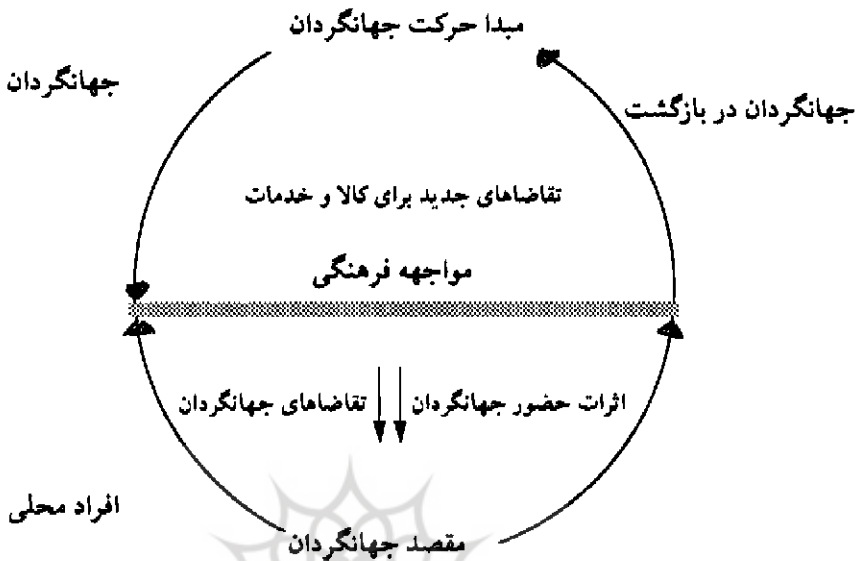 مبدا حرکت جهانگردان
جهانگردان در بازگشت
جهانگردان
تقاضاهای جدید برای کالا و خدمات
مواجهه فرهنگی
اثرات حضور جهانگردان
تقاضاهای جهانگردان
افراد محلی
مقصد جهانگردان